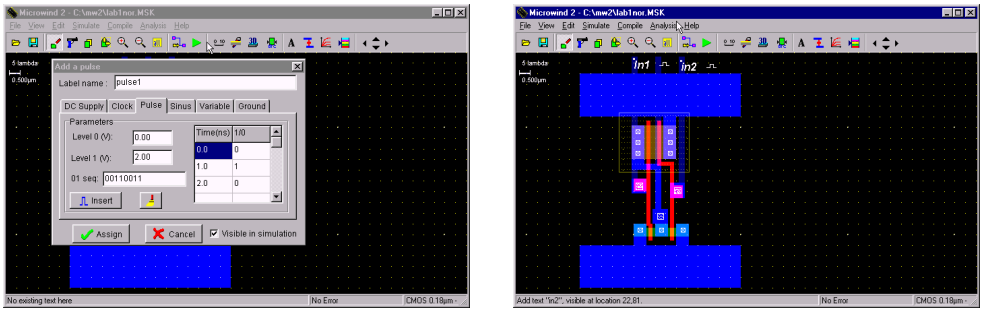 Microwind 2 - C:\mw2\lab1nor.MSK
File View Edit Simulate Compile Analysis Help
5 lambda
0.500µm
Add a pulse
Label name : pulse1
DC Supply Clock Pulse Sinus Variable Ground
Parameters
Level 0 (V): 0.00
Level 1 (V): 2.00
01 seq: 00110011
Insert
Time(ns) 1/0
0.0 0
1.0 1
2.0 0
Assign Cancel Visible in simulation
No existing text here No Error CMOS 0.18µm -
Microwind 2 - C:\mw2\lab1nor.MSK
File View Edit Simulate Compile Analysis Help
5 lambda
0.500µm
in1 in2
Add text "in2", visible at location 22,81. No Error CMOS 0.18µm -